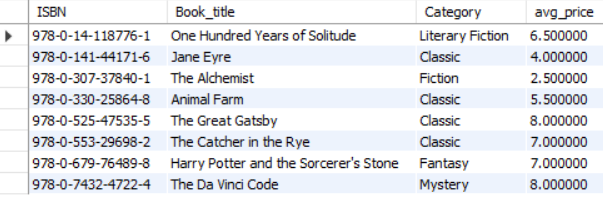 ISBN Book_title Category avg_price
978-0-14-118776-1 One Hundred Years of Solitude Literary Fiction 6.500000
978-0-141-44171-6 Jane Eyre Classic 4.000000
978-0-307-37840-1 The Alchemist Fiction 2.500000
978-0-330-25864-8 Animal Farm Classic 5.500000
978-0-525-47535-5 The Great Gatsby Classic 8.000000
978-0-553-29698-2 The Catcher in the Rye Classic 7.000000
978-0-679-76489-8 Harry Potter and the Sorcerer's Stone Fantasy 7.000000
978-0-7432-4722-4 The Da Vinci Code Mystery 8.000000